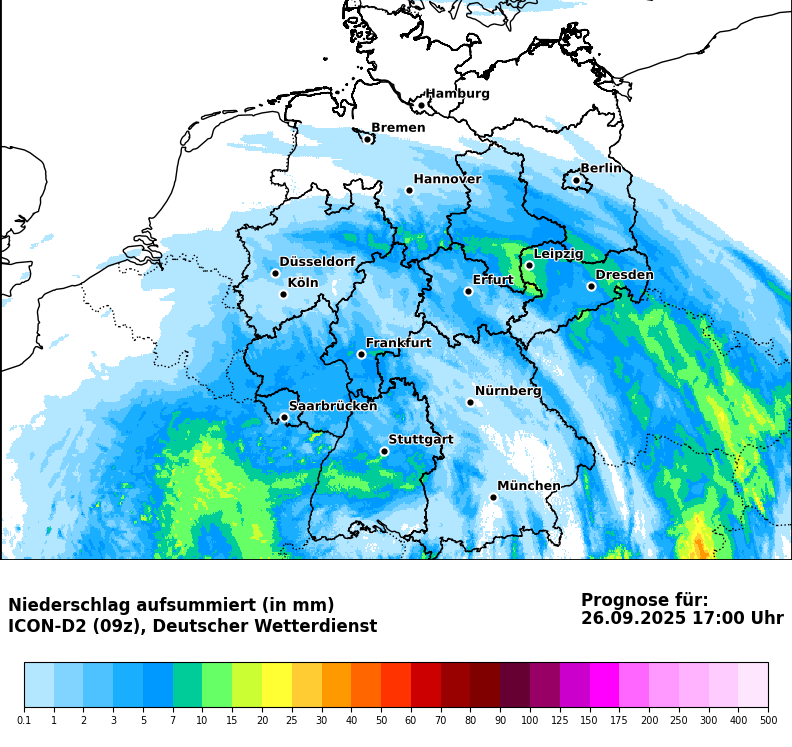 Hamburg
Bremen
Berlin
Hannover
Leipzig
Düsseldorf
Dresden
Köln
Erfurt
Frankfurt
Nürnberg
Saarbrücken
Stuttgart
München
Niederschlag aufsummiert (in mm)
ICON-D2 (09z), Deutscher Wetterdienst
Prognose für:
26.09.2025 17:00 Uhr
0.1 1 2 3 5 7 10 15 20 25 30 40 50 60 70 80 90 100 125 150 175 200 250 300 400 500